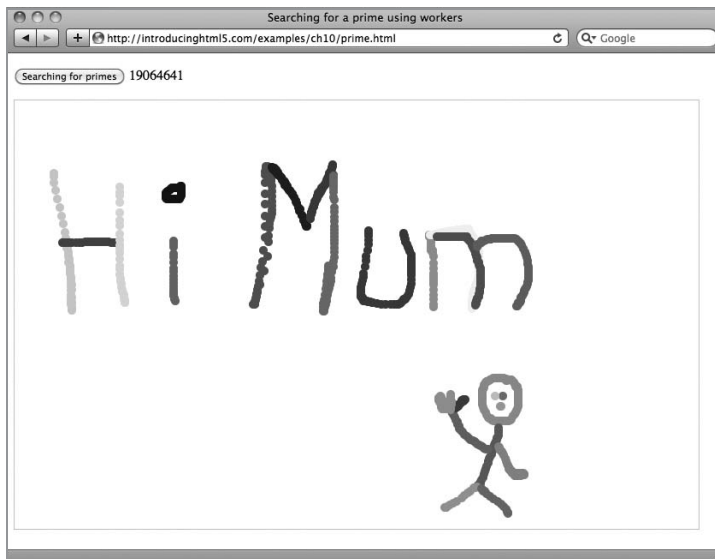 Searching for a prime using workers
http://introducinghtml5.com/examples/ch10/prime.html Google
Searching for primes 19064641
Hi Mum